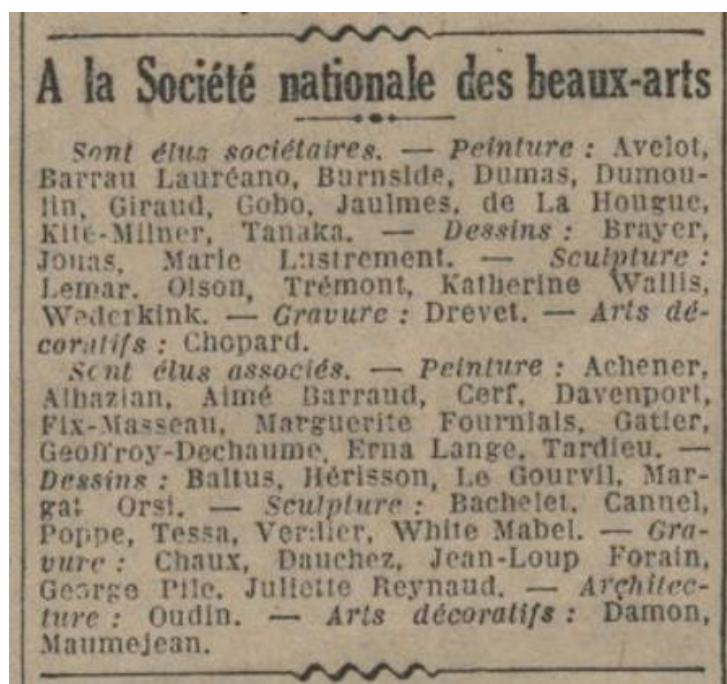 A la Société nationale des beaux-arts
Sont élus sociétaires. — Peinture : Avelot,
Barrau Lauréano, Burnside, Dumas, Dumou-
lin, Giraud, Gobo, Jaulmes, de La Hougue,
Kite-Milner, Tanaka. — Dessins : Brayer,
Jouas, Marie Lustrement. — Sculpture :
Lemar. Olson, Trémont, Katherine Wallis,
Wederkink. — Gravure : Drevet. — Arts dé-
coratifs : Chopard.
Sont élus associés. — Peinture : Achener,
Alhazian, Aimé Barraud, Cerf, Davenport,
Fix-Masseau, Marguerite Fournials, Gatier,
Geoffroy-Dechaume, Erna Lange, Tardieu. —
Dessins : Baltus, Hérisson, Le Gourvil, Mar-
gat Orsi. — Sculpture : Bachelet, Cannel,
Poppe, Tessa, Verdier, White Mabel. — Gra-
vure : Chaux, Dauchez, Jean-Loup Forain,
George Pile, Juliette Reynaud. — Architec-
ture : Oudin. — Arts décoratifs : Damon,
Maumejean.